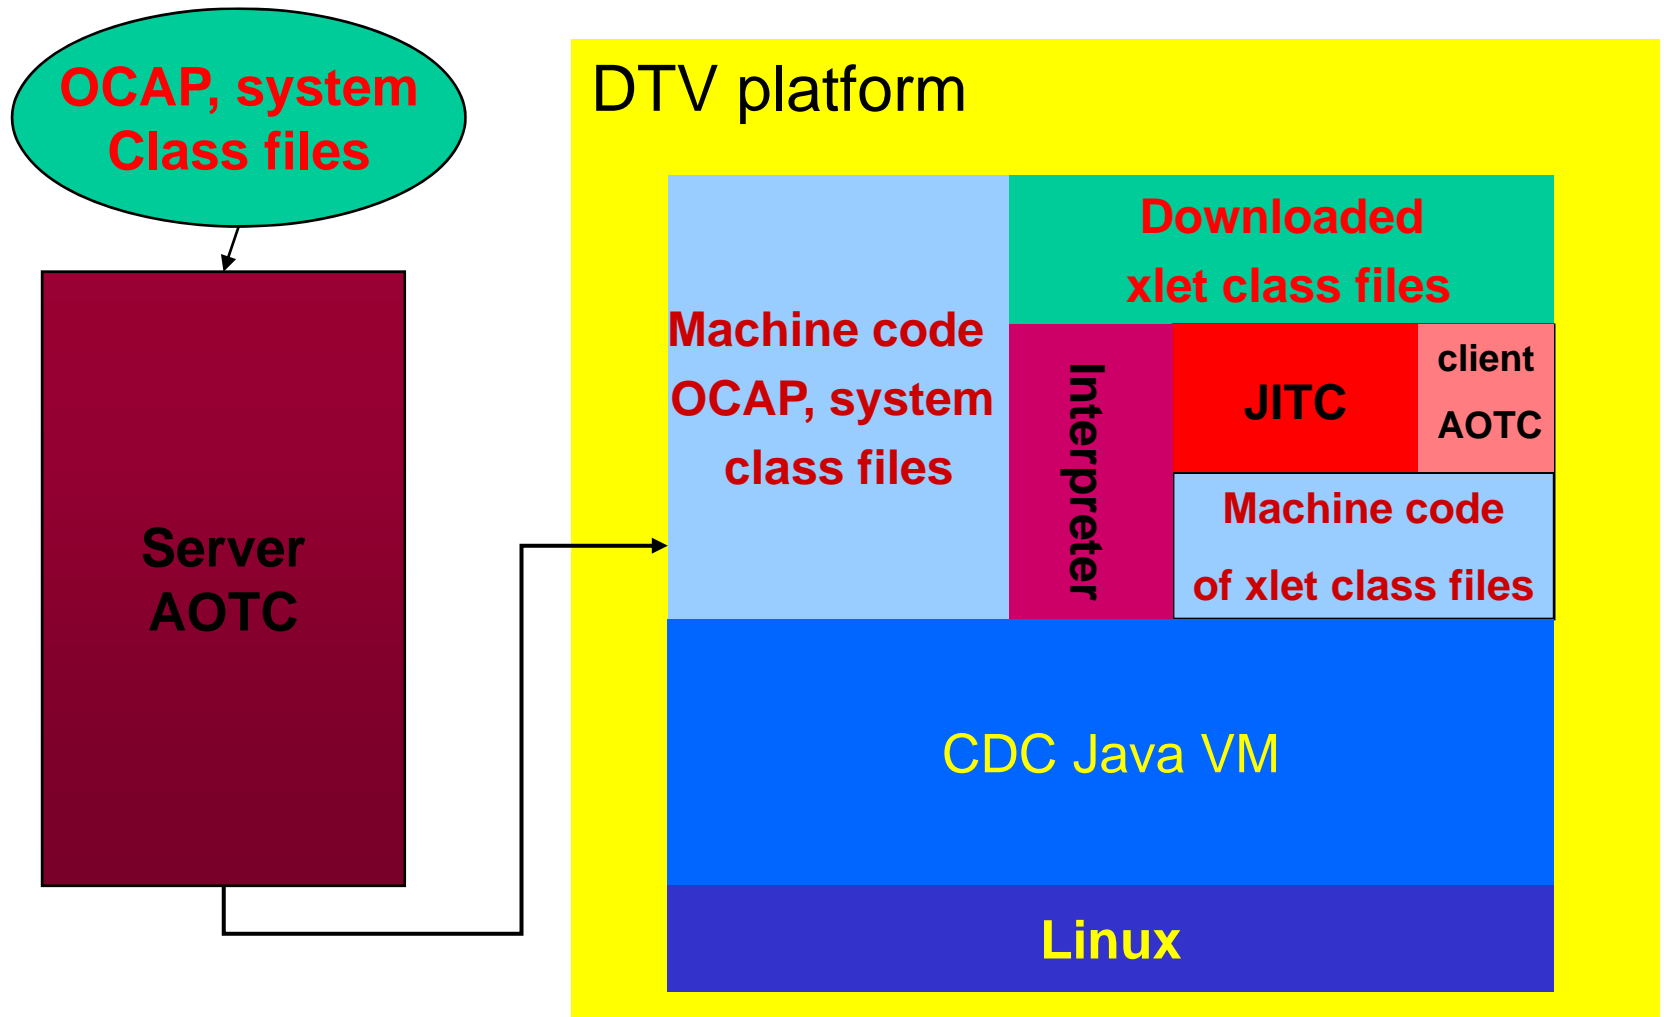 OCAP, system
Class files
Server
AOTC
DTV platform
Machine code
OCAP, system
class files
Downloaded
xlet class files
Interpreter
JITC
client
AOTC
Machine code
of xlet class files
CDC Java VM
Linux